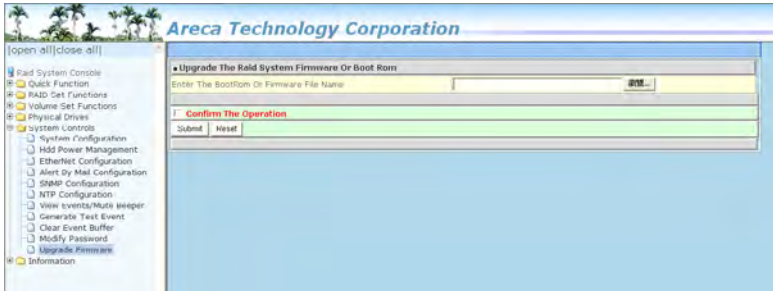 Areca Technology Corporation
|open all|close all|
Raid System Console
Quick Function
RAID Set Functions
Volume Set Functions
Physical Drives
System Controls
System Configuration
Hdd Power Management
EtherNet Configuration
Alert By Mail Configuration
SNMP Configuration
NTP Configuration
View Events/Mute Beeper
Generate Test Event
Clear Event Buffer
Modify Password
Upgrade Firmware
Information
Upgrade The Raid System Firmware Or Boot Rom
Enter The BootRom Or Firmware File Name
Confirm The Operation
Submit Reset